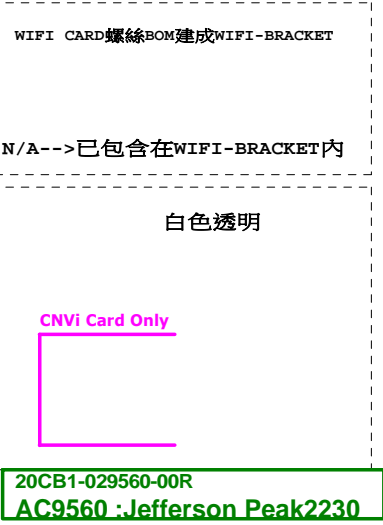 WIFI CARD螺絲BOM建成WIFI-BRACKET
N/A-->已包含在WIFI-BRACKET內
白色透明
CNVi Card Only
20CB1-029560-00R
AC9560 :Jefferson Peak2230